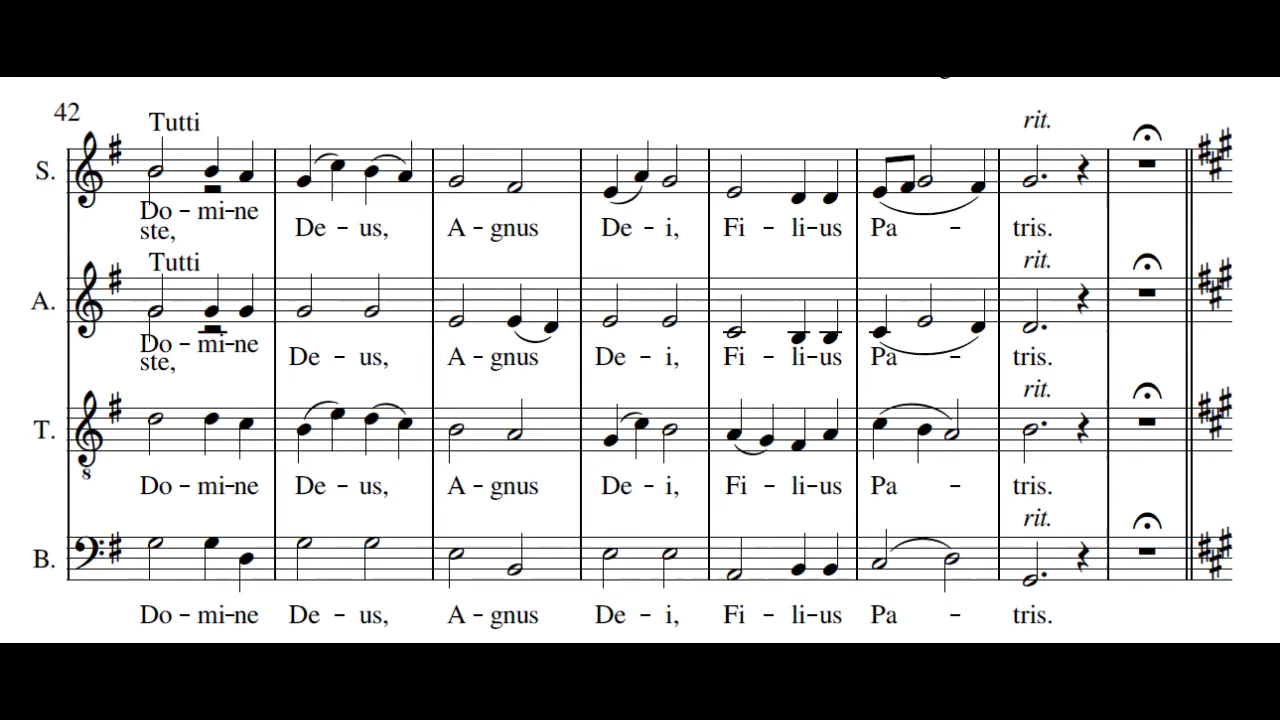 42
Tutti
rit.
S.
Do - mi-ne
ste,
De - us, A - gnus De - i, Fi - li-us Pa - tris.
Tutti
rit.
A.
Do - mi-ne
ste,
De - us, A - gnus De - i, Fi - li-us Pa - tris.
rit.
T.
8
Do - mi-ne De - us, A - gnus De - i, Fi - li-us Pa - tris.
rit.
B.
Do - mi-ne De - us, A - gnus De - i, Fi - li-us Pa - tris.